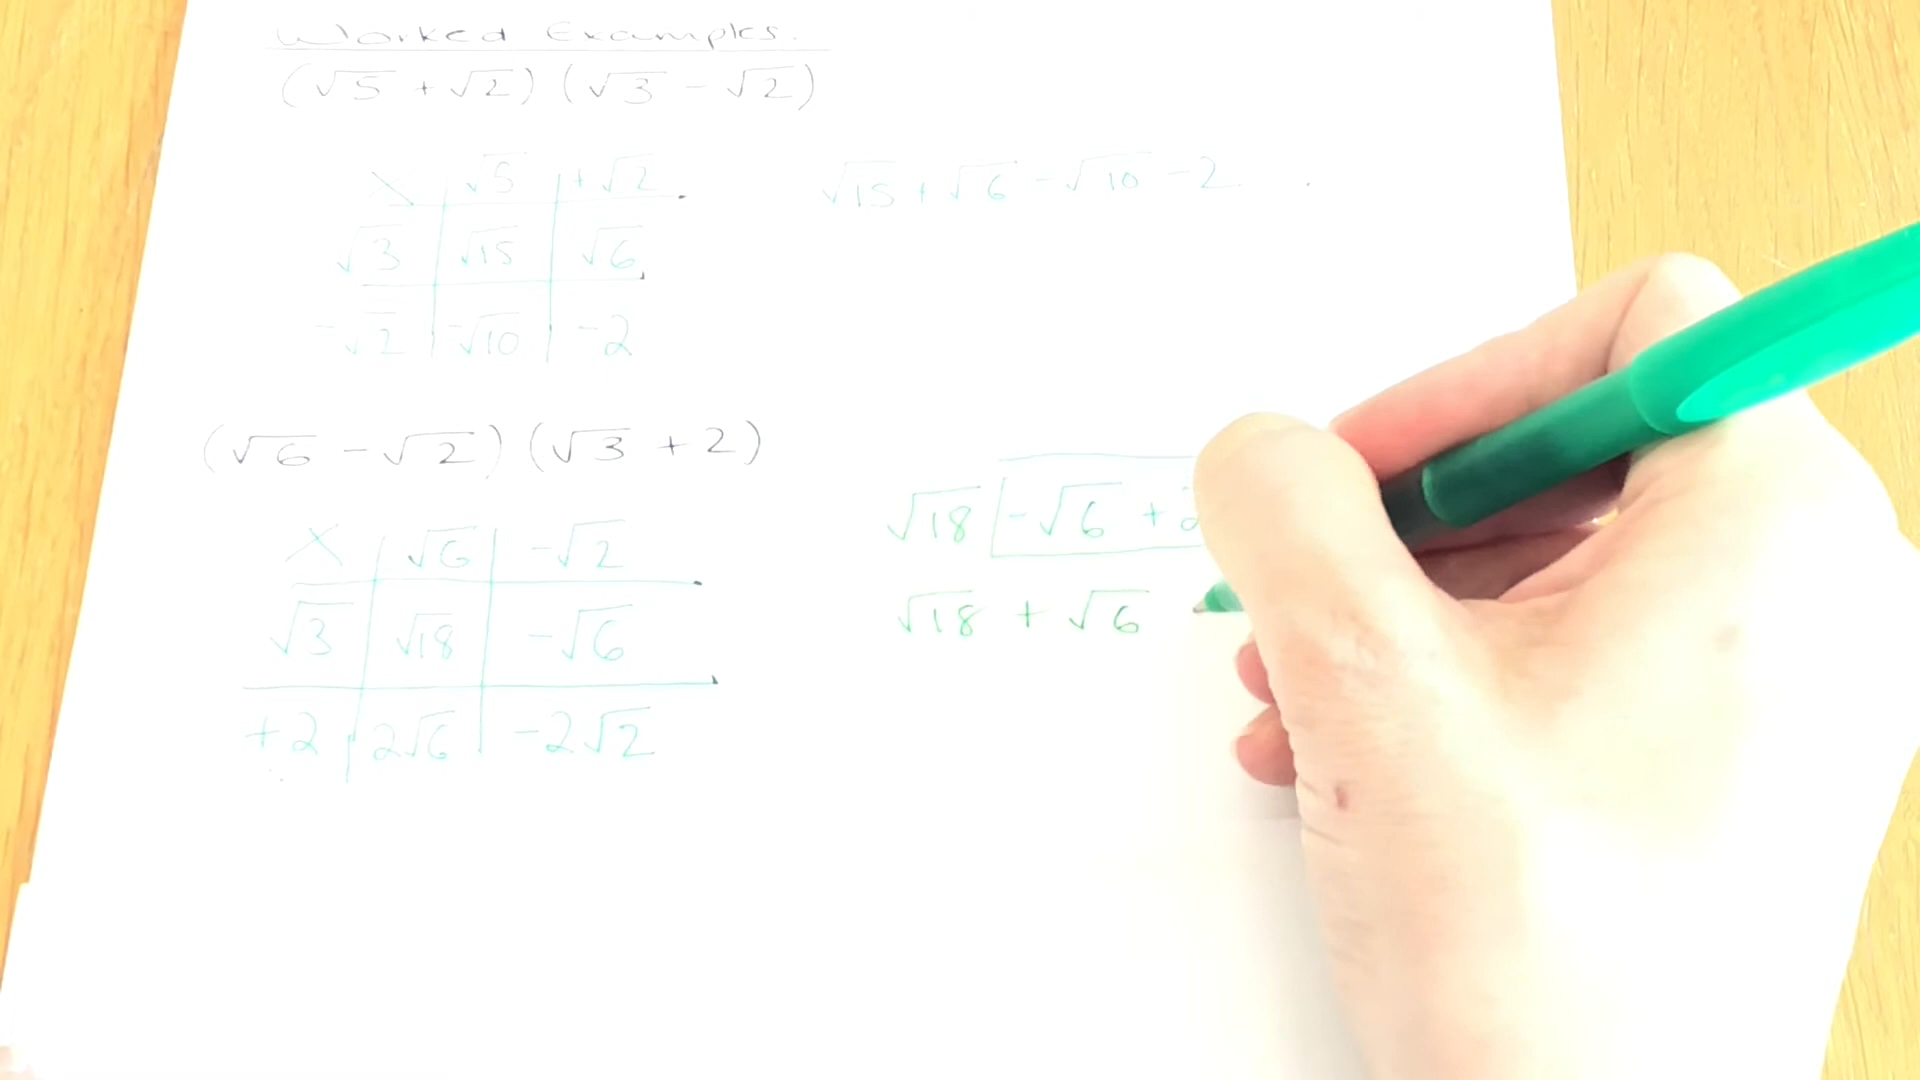 Worked Examples.
(√5 + √2) (√3 - √2)
× √5 +√2
√3 √15 √6
-√2 -√10 -2
√15 + √6 - √10 - 2
(√6 - √2) (√3 + 2)
× √6 -√2
√3 √18 -√6
+2 2√6 -2√2
√18 -√6 + 2
√18 + √6